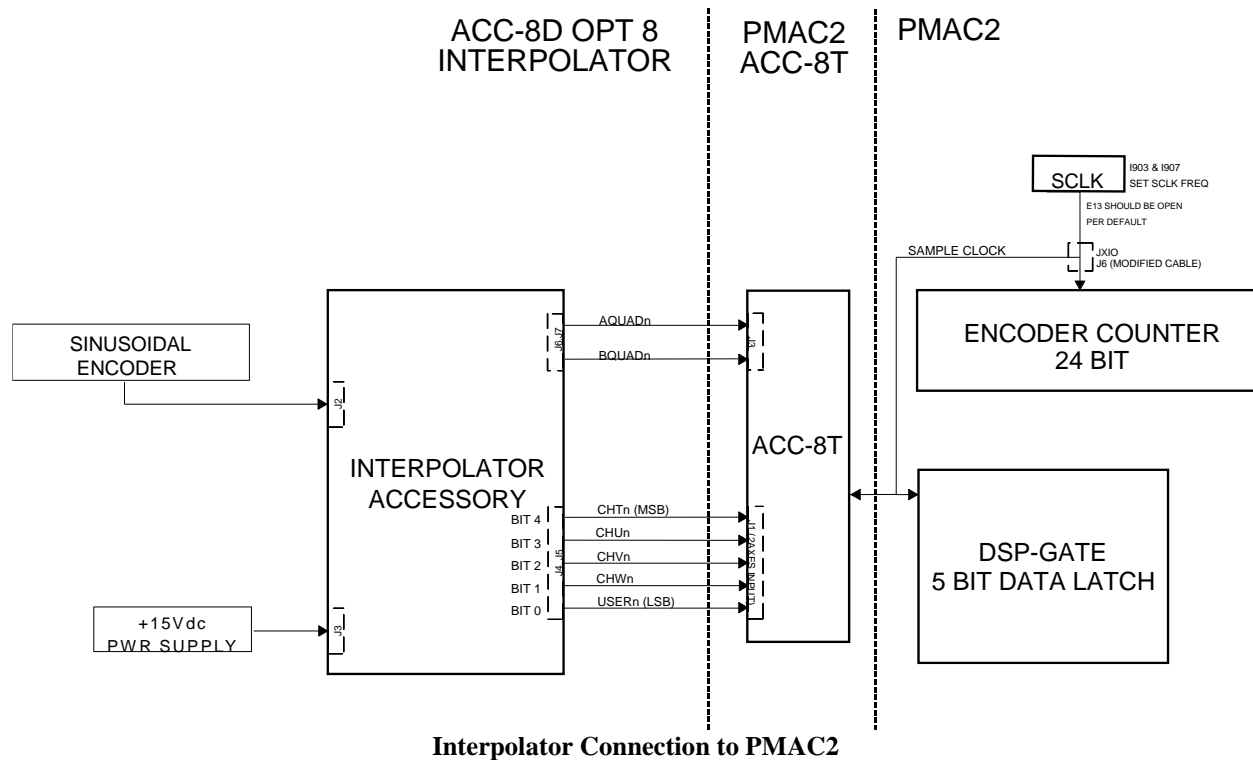 ACC-8D OPT 8
INTERPOLATOR
PMAC2
ACC-8T
PMAC2
SCLK
I903 & I907
SET SCLK FREQ
E13 SHOULD BE OPEN
PER DEFAULT
SAMPLE CLOCK
JXIO
J6 (MODIFIED CABLE)
ENCODER COUNTER
24 BIT
SINUSOIDAL
ENCODER
J2
J6,J7
AQUADn
BQUADn
J3
INTERPOLATOR
ACCESSORY
ACC-8T
BIT 4
BIT 3
BIT 2
BIT 1
BIT 0
J4, J5
CHTn (MSB)
CHUn
CHVn
CHWn
USERn (LSB)
J1 (2AXES INPUT)
DSP-GATE
5 BIT DATA LATCH
+15Vdc
PWR SUPPLY
J3
Interpolator Connection to PMAC2